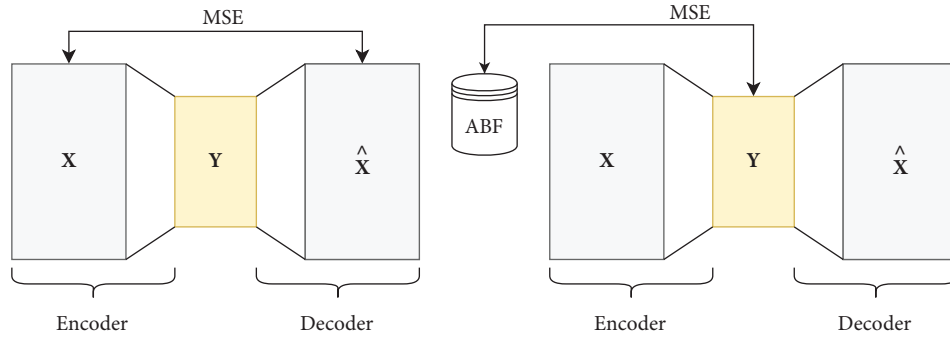 MSE
X
Y
X̂
Encoder
Decoder
MSE
ABF
X
Y
X̂
Encoder
Decoder